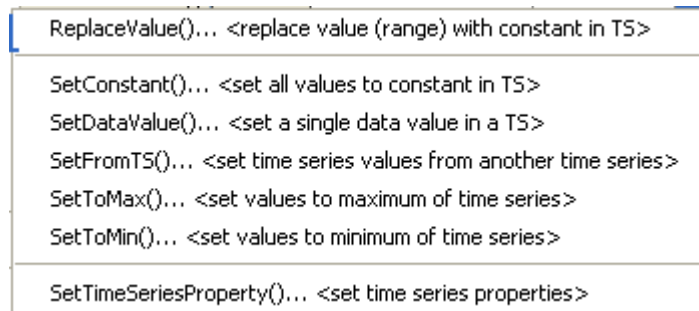 ReplaceValue()... <replace value (range) with constant in TS>
SetConstant()... <set all values to constant in TS>
SetDataValue()... <set a single data value in a TS>
SetFromTS()... <set time series values from another time series>
SetToMax()... <set values to maximum of time series>
SetToMin()... <set values to minimum of time series>
SetTimeSeriesProperty()... <set time series properties>